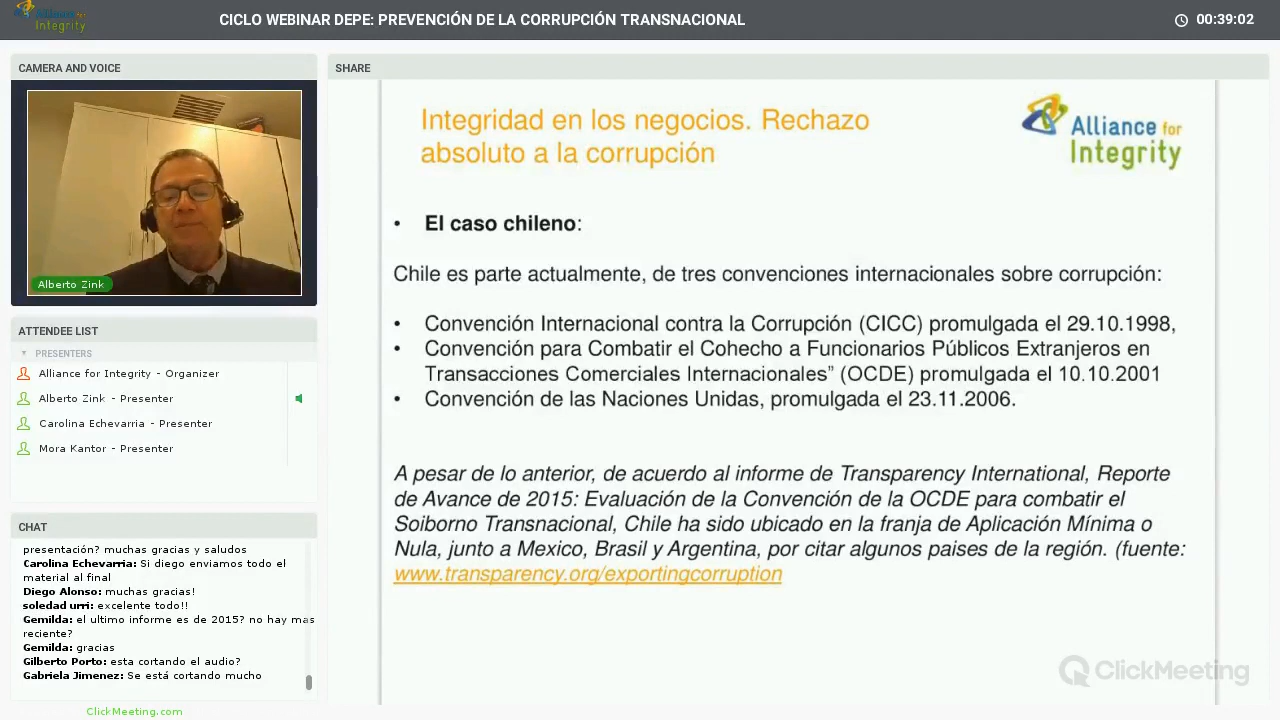 Alliance for
Integrity
CICLO WEBINAR DEPE: PREVENCIÓN DE LA CORRUPCIÓN TRANSNACIONAL
00:39:02
CAMERA AND VOICE
Alberto Zink
ATTENDEE LIST
PRESENTERS
Alliance for Integrity - Organizer
Alberto Zink - Presenter
Carolina Echevarria - Presenter
Mora Kantor - Presenter
CHAT
presentación? muchas gracias y saludos
Carolina Echevarria: Si diego enviamos todo el
material al final
Diego Alonso: muchas gracias!
soledad urri: excelente todo!!
Gemilda: el ultimo informe es de 2015? no hay mas
reciente?
Gemilda: gracias
Gilberto Porto: esta cortando el audio?
Gabriela Jimenez: Se está cortando mucho
ClickMeeting.com
SHARE
Integridad en los negocios. Rechazo
absoluto a la corrupción
Alliance for
Integrity
• El caso chileno:
Chile es parte actualmente, de tres convenciones internacionales sobre corrupción:
• Convención Internacional contra la Corrupción (CICC) promulgada el 29.10.1998,
• Convención para Combatir el Cohecho a Funcionarios Públicos Extranjeros en
Transacciones Comerciales Internacionales” (OCDE) promulgada el 10.10.2001
• Convención de las Naciones Unidas, promulgada el 23.11.2006.
A pesar de lo anterior, de acuerdo al informe de Transparency International, Reporte
de Avance de 2015: Evaluación de la Convención de la OCDE para combatir el
Soiborno Transnacional, Chile ha sido ubicado en la franja de Aplicación Mínima o
Nula, junto a Mexico, Brasil y Argentina, por citar algunos paises de la región. (fuente:
www.transparency.org/exportingcorruption
ClickMeeting